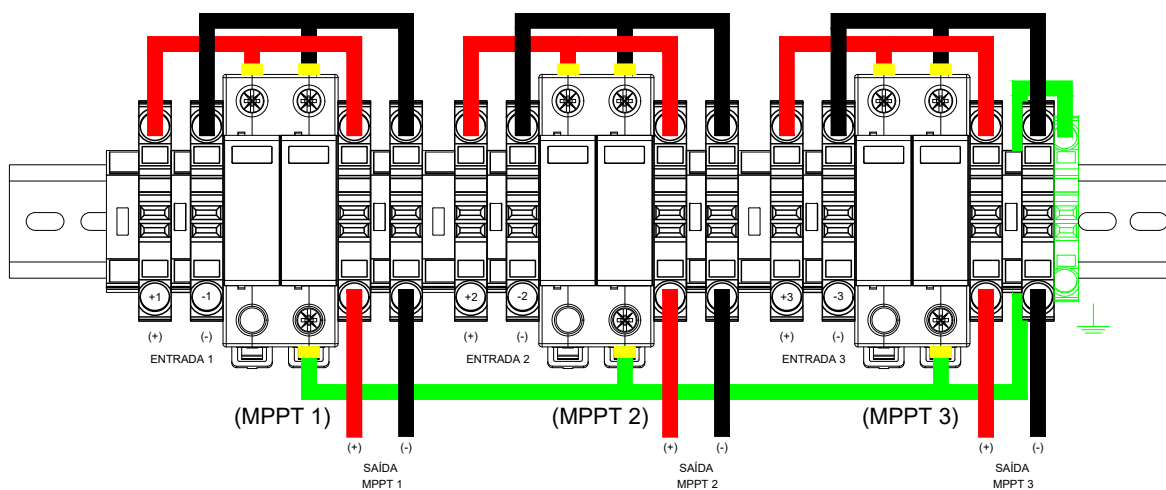 +1
-1
+2
-2
+3
-3
(+)
(-)
(+)
(-)
(+)
(-)
ENTRADA 1
ENTRADA 2
ENTRADA 3
(MPPT 1)
(MPPT 2)
(MPPT 3)
(+)
(-)
(+)
(-)
(+)
(-)
SAÍDA
MPPT 1
SAÍDA
MPPT 2
SAÍDA
MPPT 3